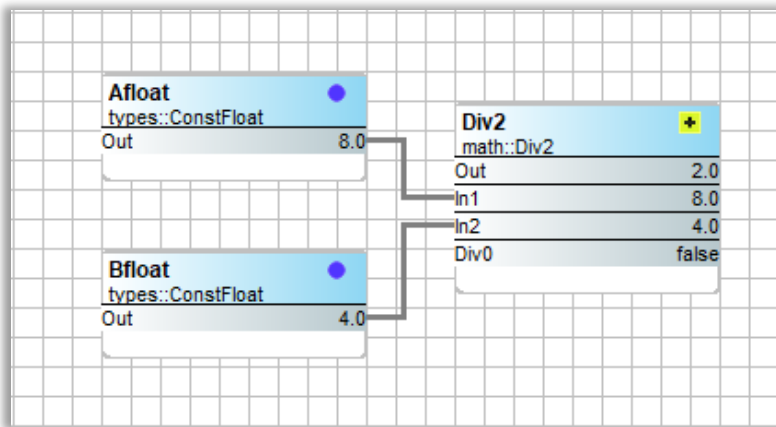 Afloat
types::ConstFloat
Out 8.0
Div2
math::Div2
Out 2.0
In1 8.0
In2 4.0
Div0 false
Bfloat
types::ConstFloat
Out 4.0